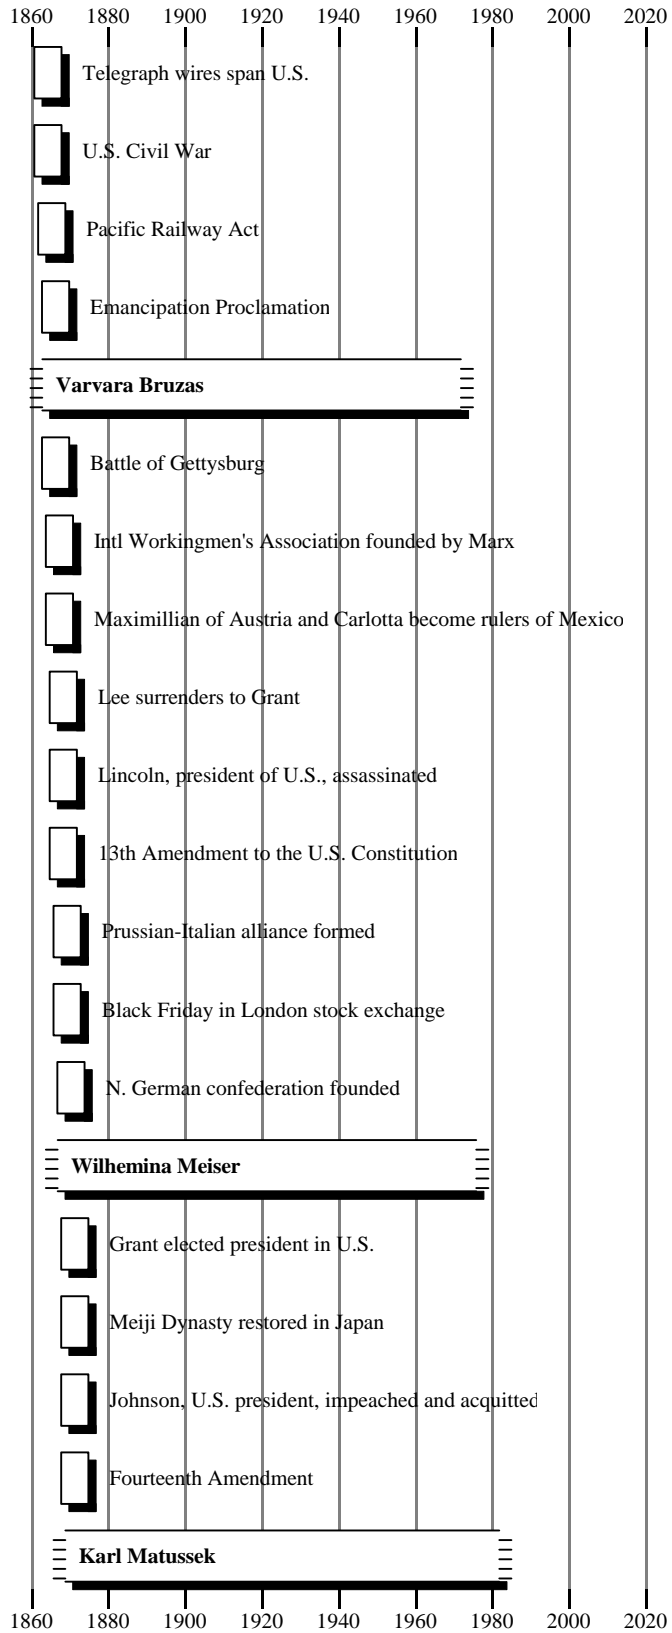 1860 1880 1900 1920 1940 1960 1980 2000 2020
Telegraph wires span U.S.
U.S. Civil War
Pacific Railway Act
Emancipation Proclamation
Varvara Bruzas
Battle of Gettysburg
Intl Workingmen's Association founded by Marx
Maximillian of Austria and Carlotta become rulers of Mexico
Lee surrenders to Grant
Lincoln, president of U.S., assassinated
13th Amendment to the U.S. Constitution
Prussian-Italian alliance formed
Black Friday in London stock exchange
N. German confederation founded
Wilhemina Meiser
Grant elected president in U.S.
Meiji Dynasty restored in Japan
Johnson, U.S. president, impeached and acquitted
Fourteenth Amendment
Karl Matussek
1860 1880 1900 1920 1940 1960 1980 2000 2020